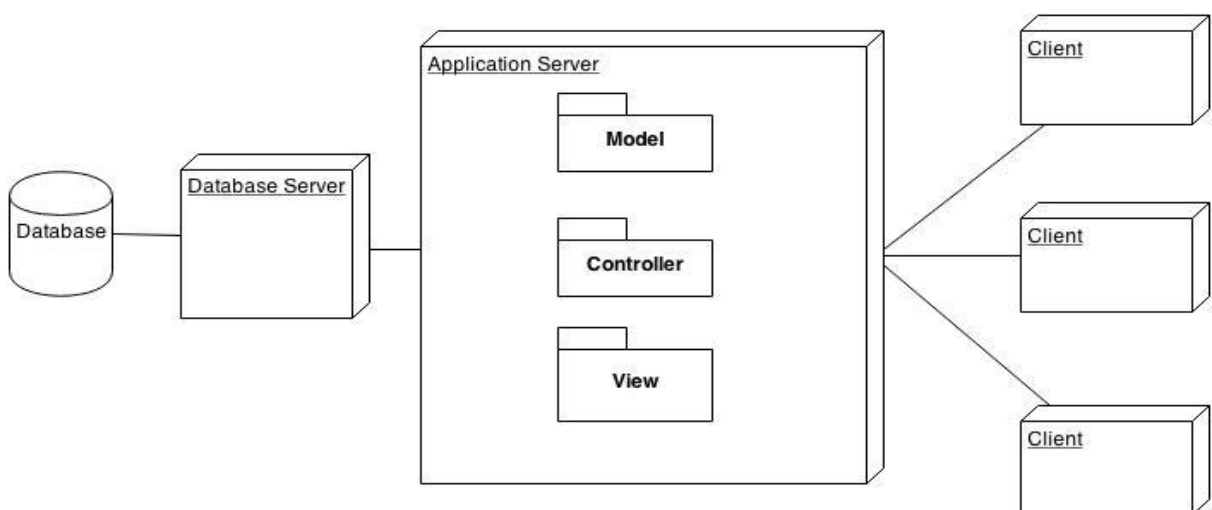 Database
Database Server
Application Server
Model
Controller
View
Client
Client
Client